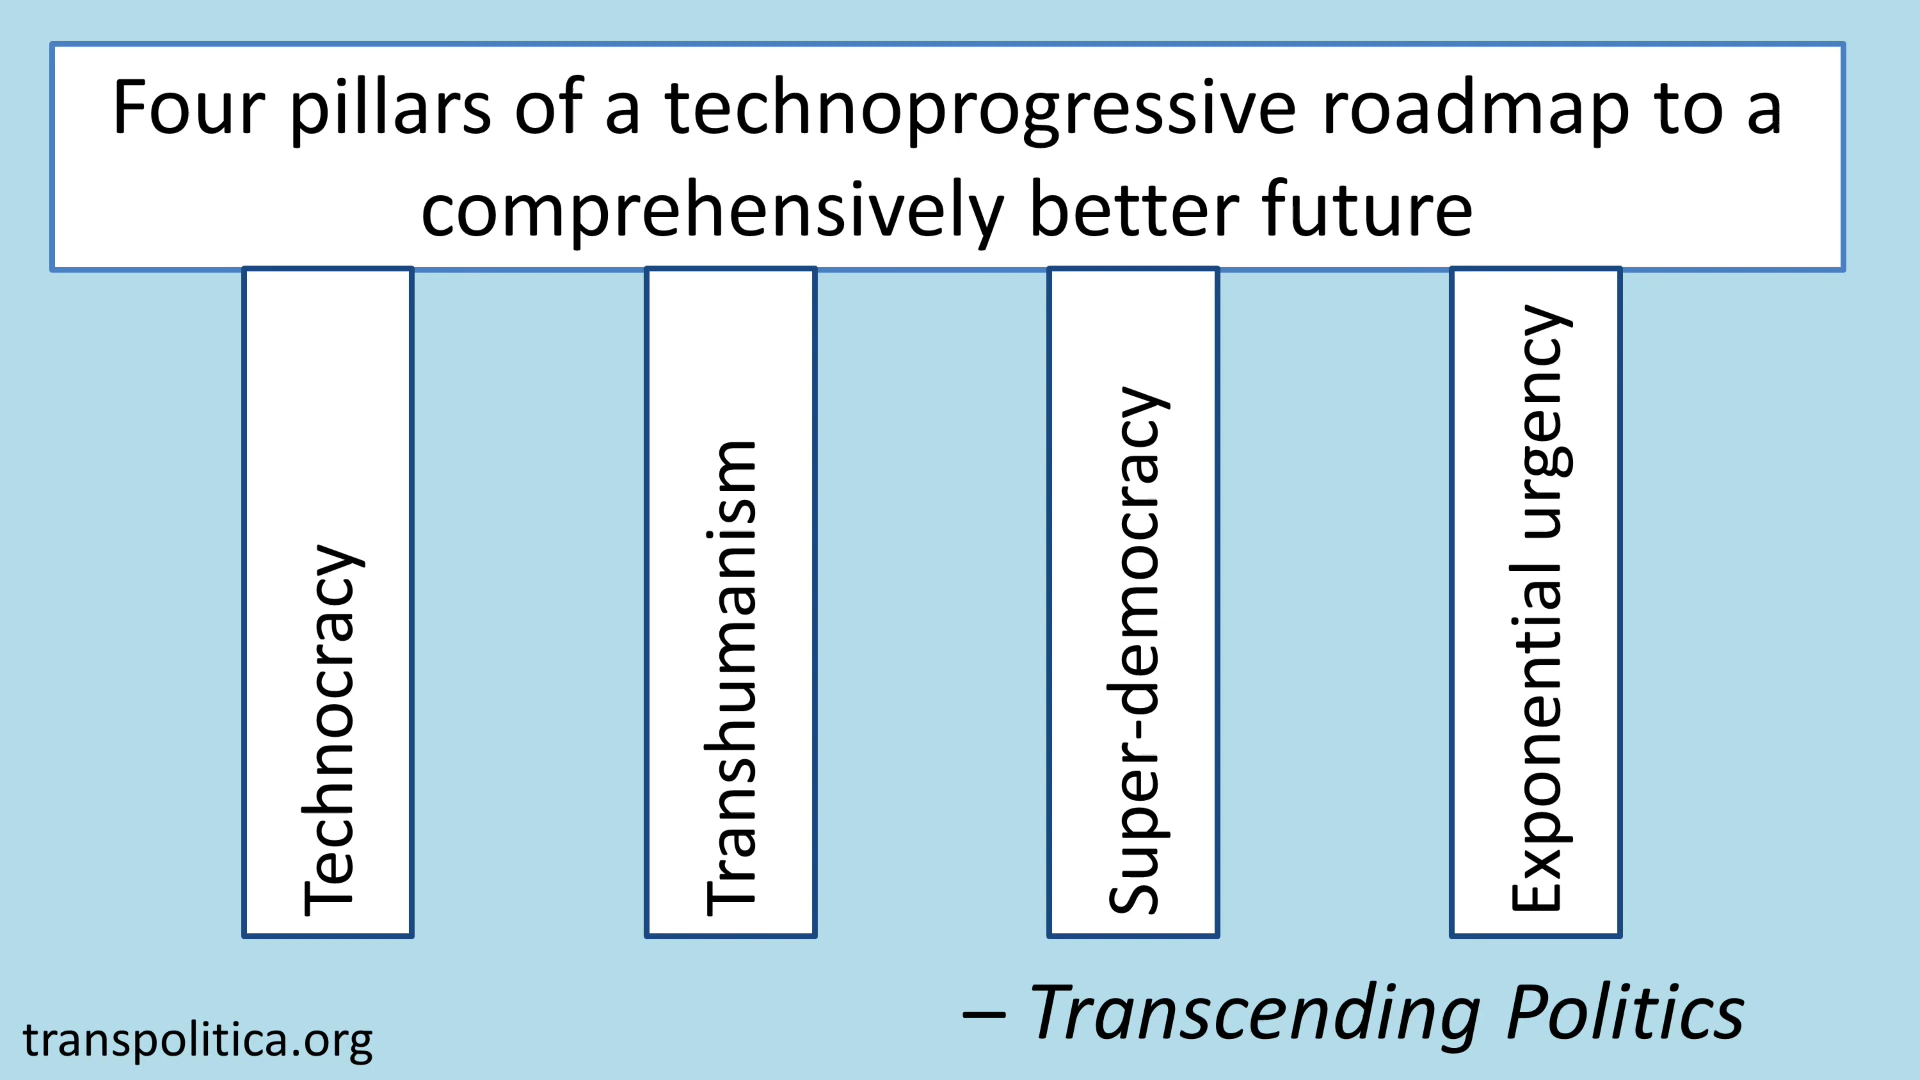 Four pillars of a technoprogressive roadmap to a
comprehensively better future
Technocracy
Transhumanism
Super-democracy
Exponential urgency
– Transcending Politics
transpolitica.org